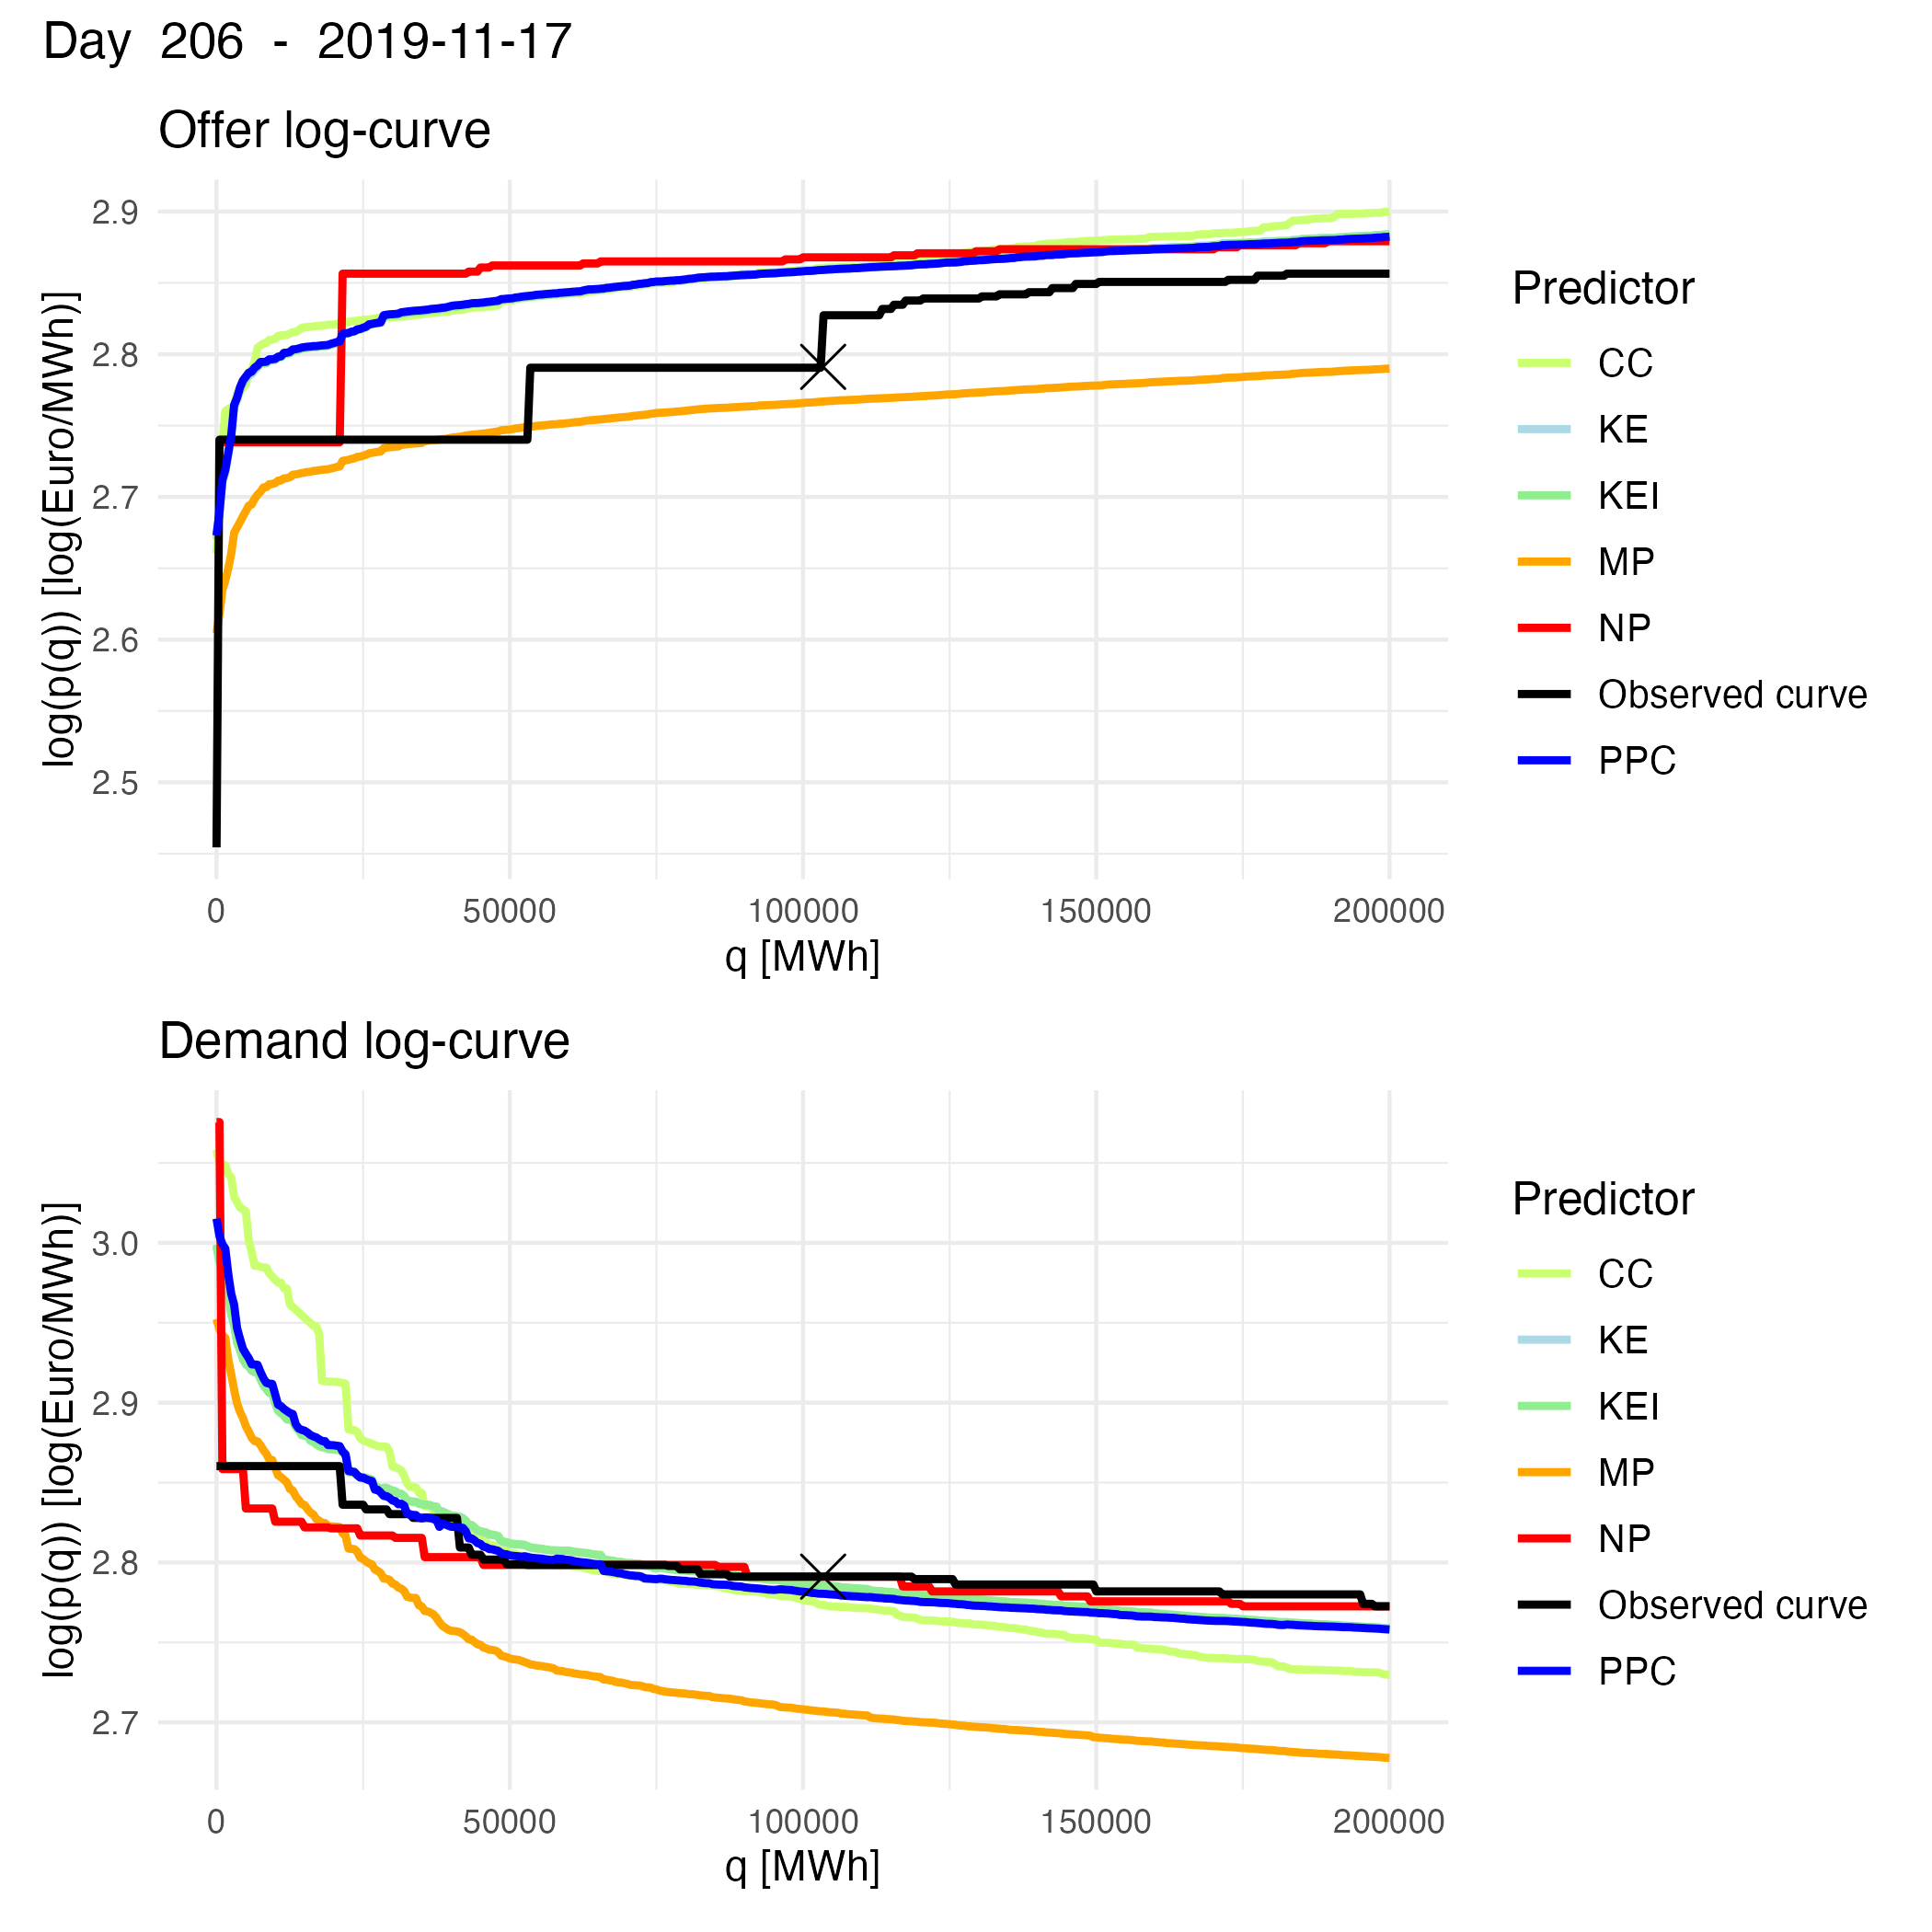 Day 206 - 2019-11-17
Offer log-curve
log(p(q)) [log(Euro/MWh)]
2.9
2.8
2.7
2.6
2.5
0 50000 100000 150000 200000
q [MWh]
Predictor
CC
KE
KEI
MP
NP
Observed curve
PPC
Demand log-curve
log(p(q)) [log(Euro/MWh)]
3.0
2.9
2.8
2.7
0 50000 100000 150000 200000
q [MWh]
Predictor
CC
KE
KEI
MP
NP
Observed curve
PPC